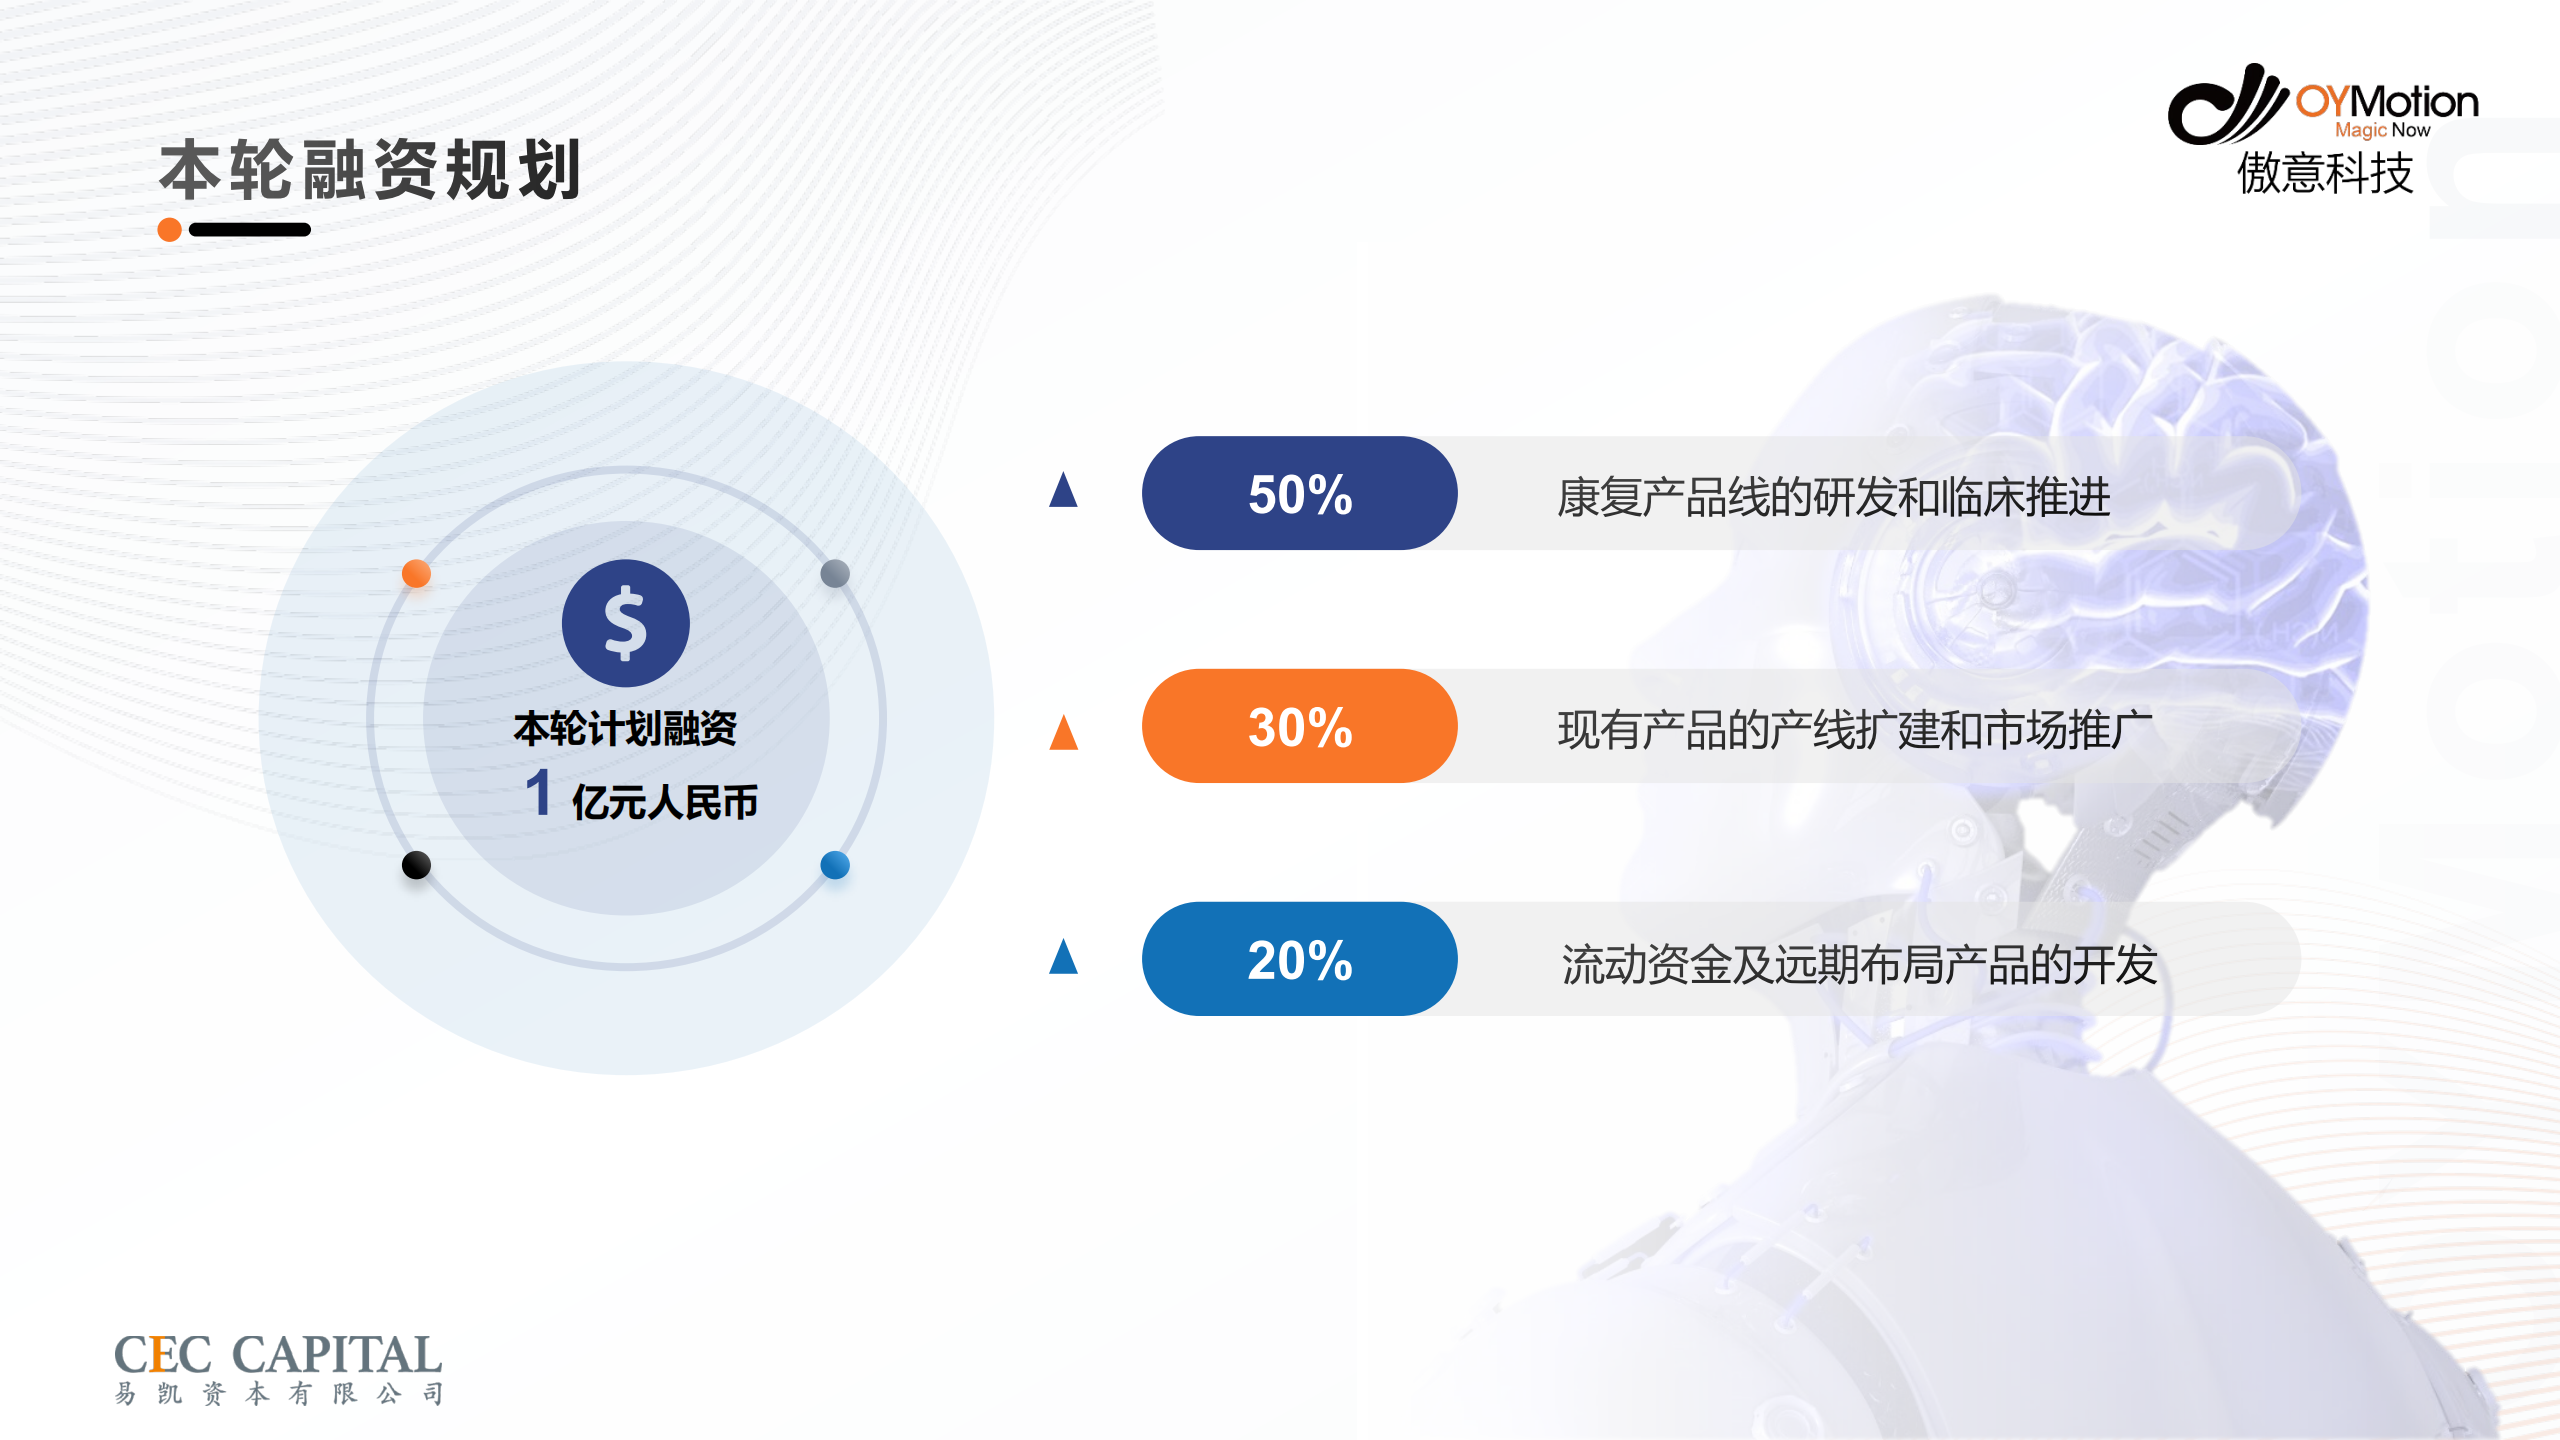 本轮融资规划
OYMotion
Magic Now
傲意科技
50%
康复产品线的研发和临床推进
$
本轮计划融资
1 亿元人民币
30%
现有产品的产线扩建和市场推广
20%
流动资金及远期布局产品的开发
CEC CAPITAL
易凯资本有限公司